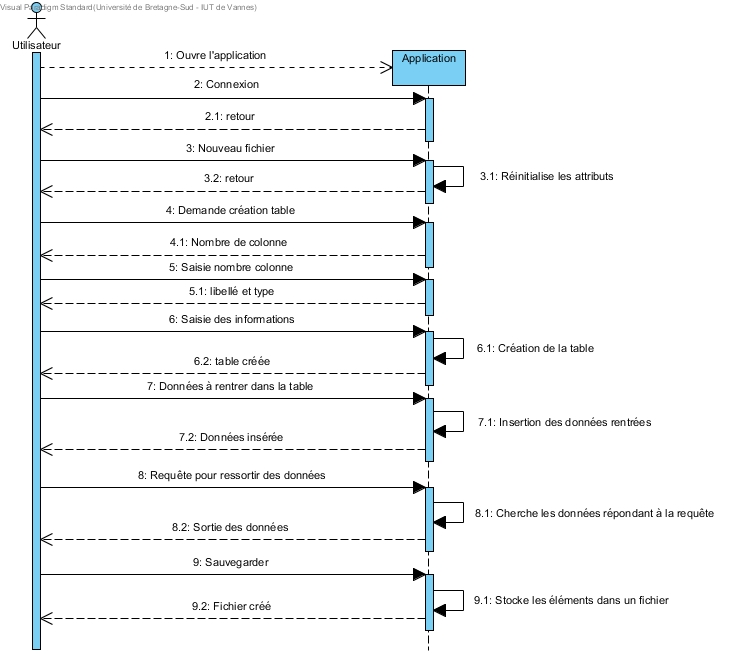 Visual Paradigm Standard(Université de Bretagne-Sud - IUT de Vannes)
Utilisateur
Application
1: Ouvre l'application
2: Connexion
2.1: retour
3: Nouveau fichier
3.1: Réinitialise les attributs
3.2: retour
4: Demande création table
4.1: Nombre de colonne
5: Saisie nombre colonne
5.1: libellé et type
6: Saisie des informations
6.1: Création de la table
6.2: table créée
7: Données à rentrer dans la table
7.1: Insertion des données rentrées
7.2: Données insérée
8: Requête pour ressortir des données
8.1: Cherche les données répondant à la requête
8.2: Sortie des données
9: Sauvegarder
9.1: Stocke les éléments dans un fichier
9.2: Fichier créé